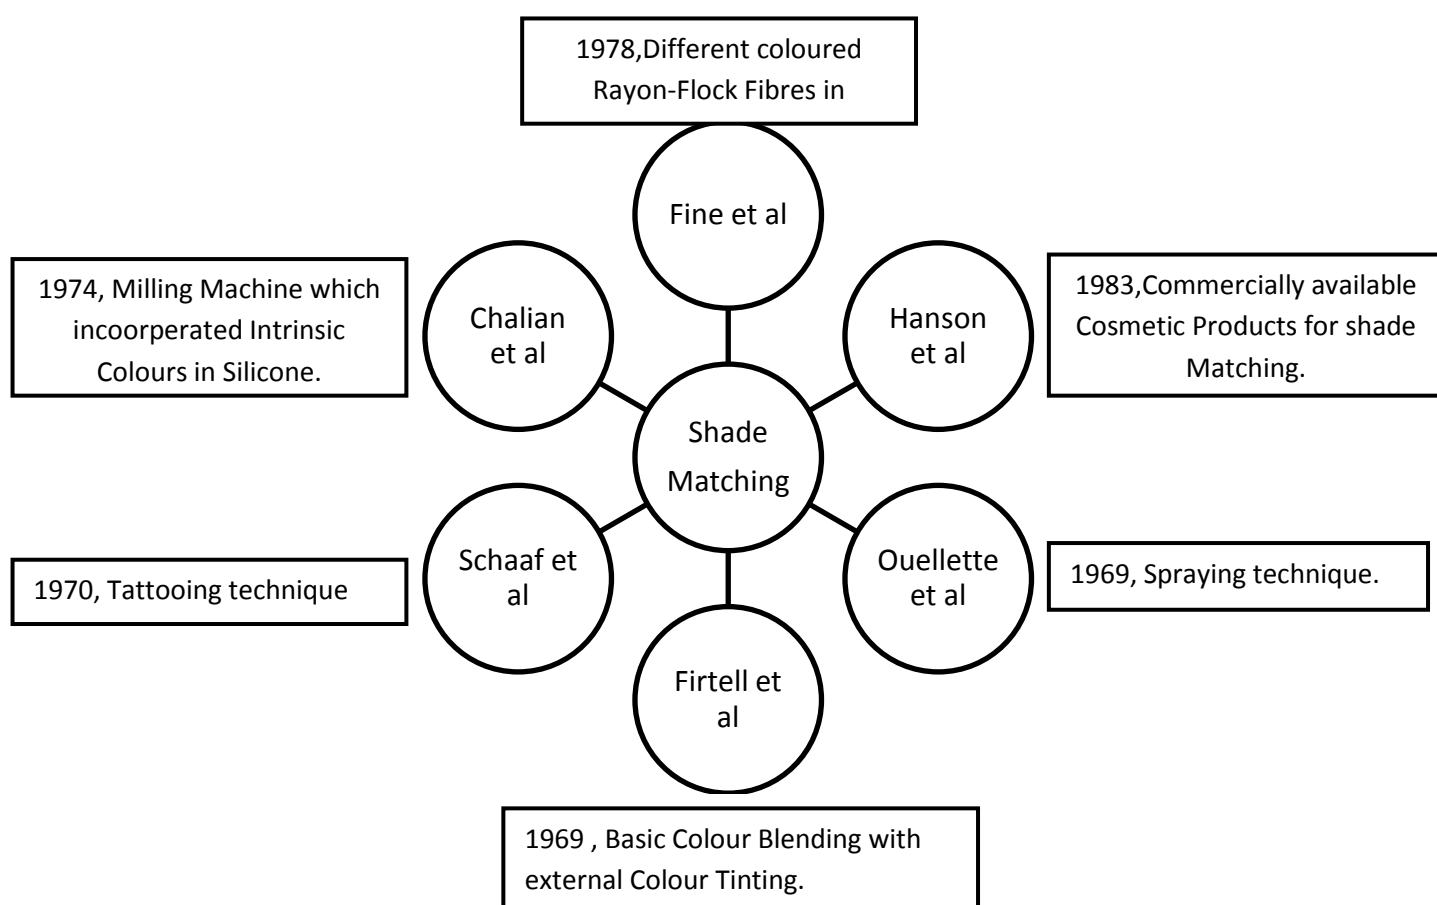 1978,Different coloured
Rayon-Flock Fibres in
Fine et al
1974, Milling Machine which
incoorperated Intrinsic
Colours in Silicone.
Chalian
et al
Hanson
et al
1983,Commercially available
Cosmetic Products for shade
Matching.
Shade
Matching
1970, Tattooing technique
Schaaf et
al
Ouellette
et al
1969, Spraying technique.
Firtell et
al
1969 , Basic Colour Blending with
external Colour Tinting.